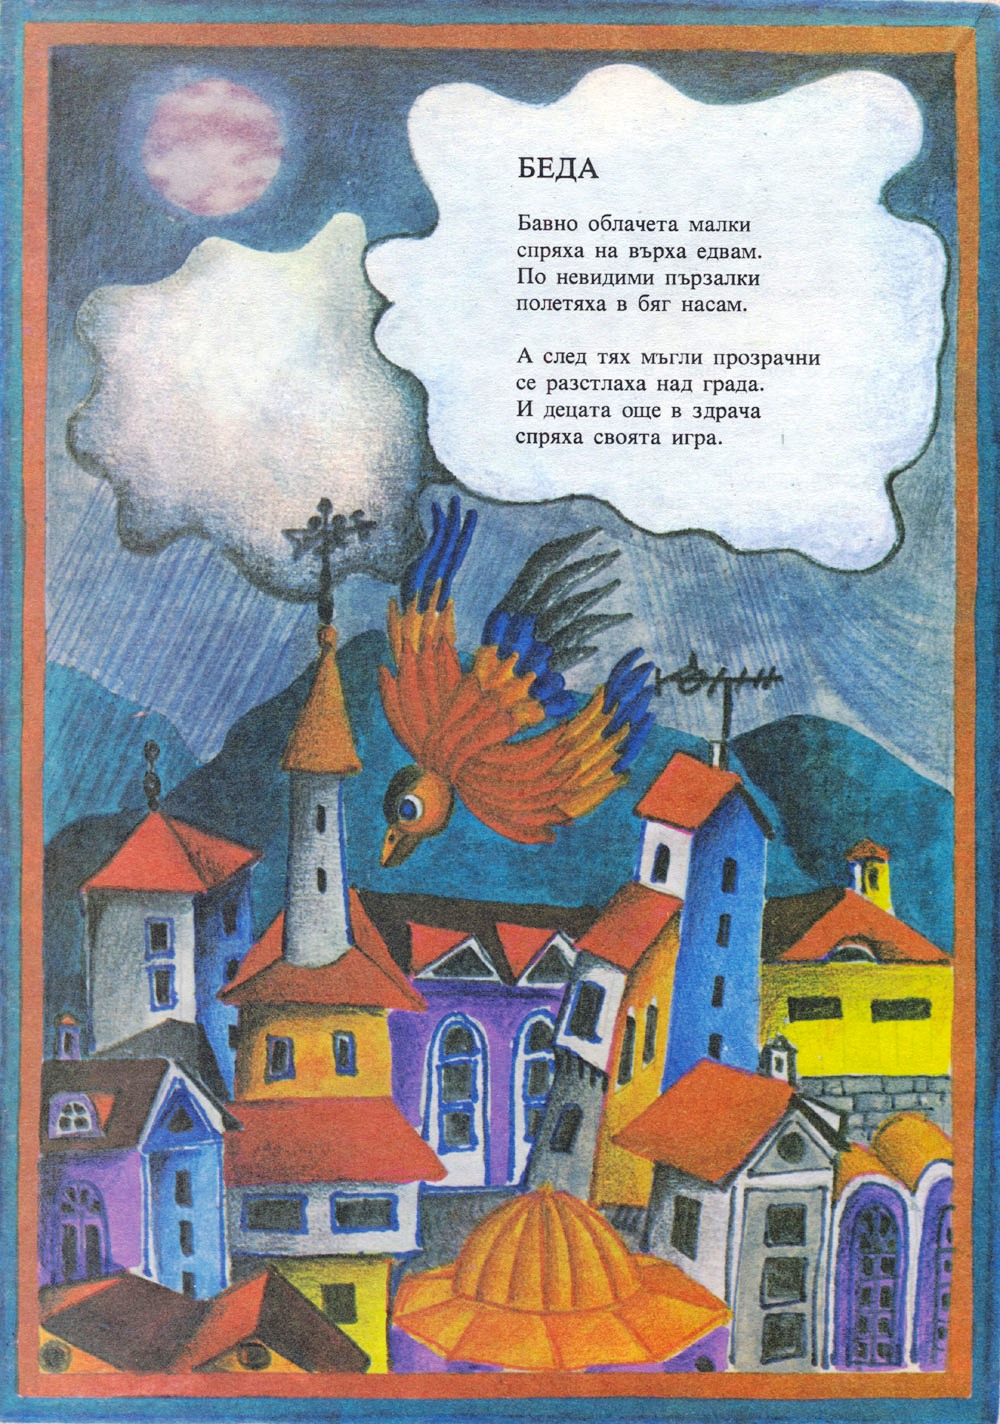 БЕДА
Бавно облачета малки
спряха на върха едвам.
По невидими пързалки
полетяха в бяг насам.
А след тях мъгли прозрачни
се разстлаха над града.
И децата още в здрача
спряха своята игра.